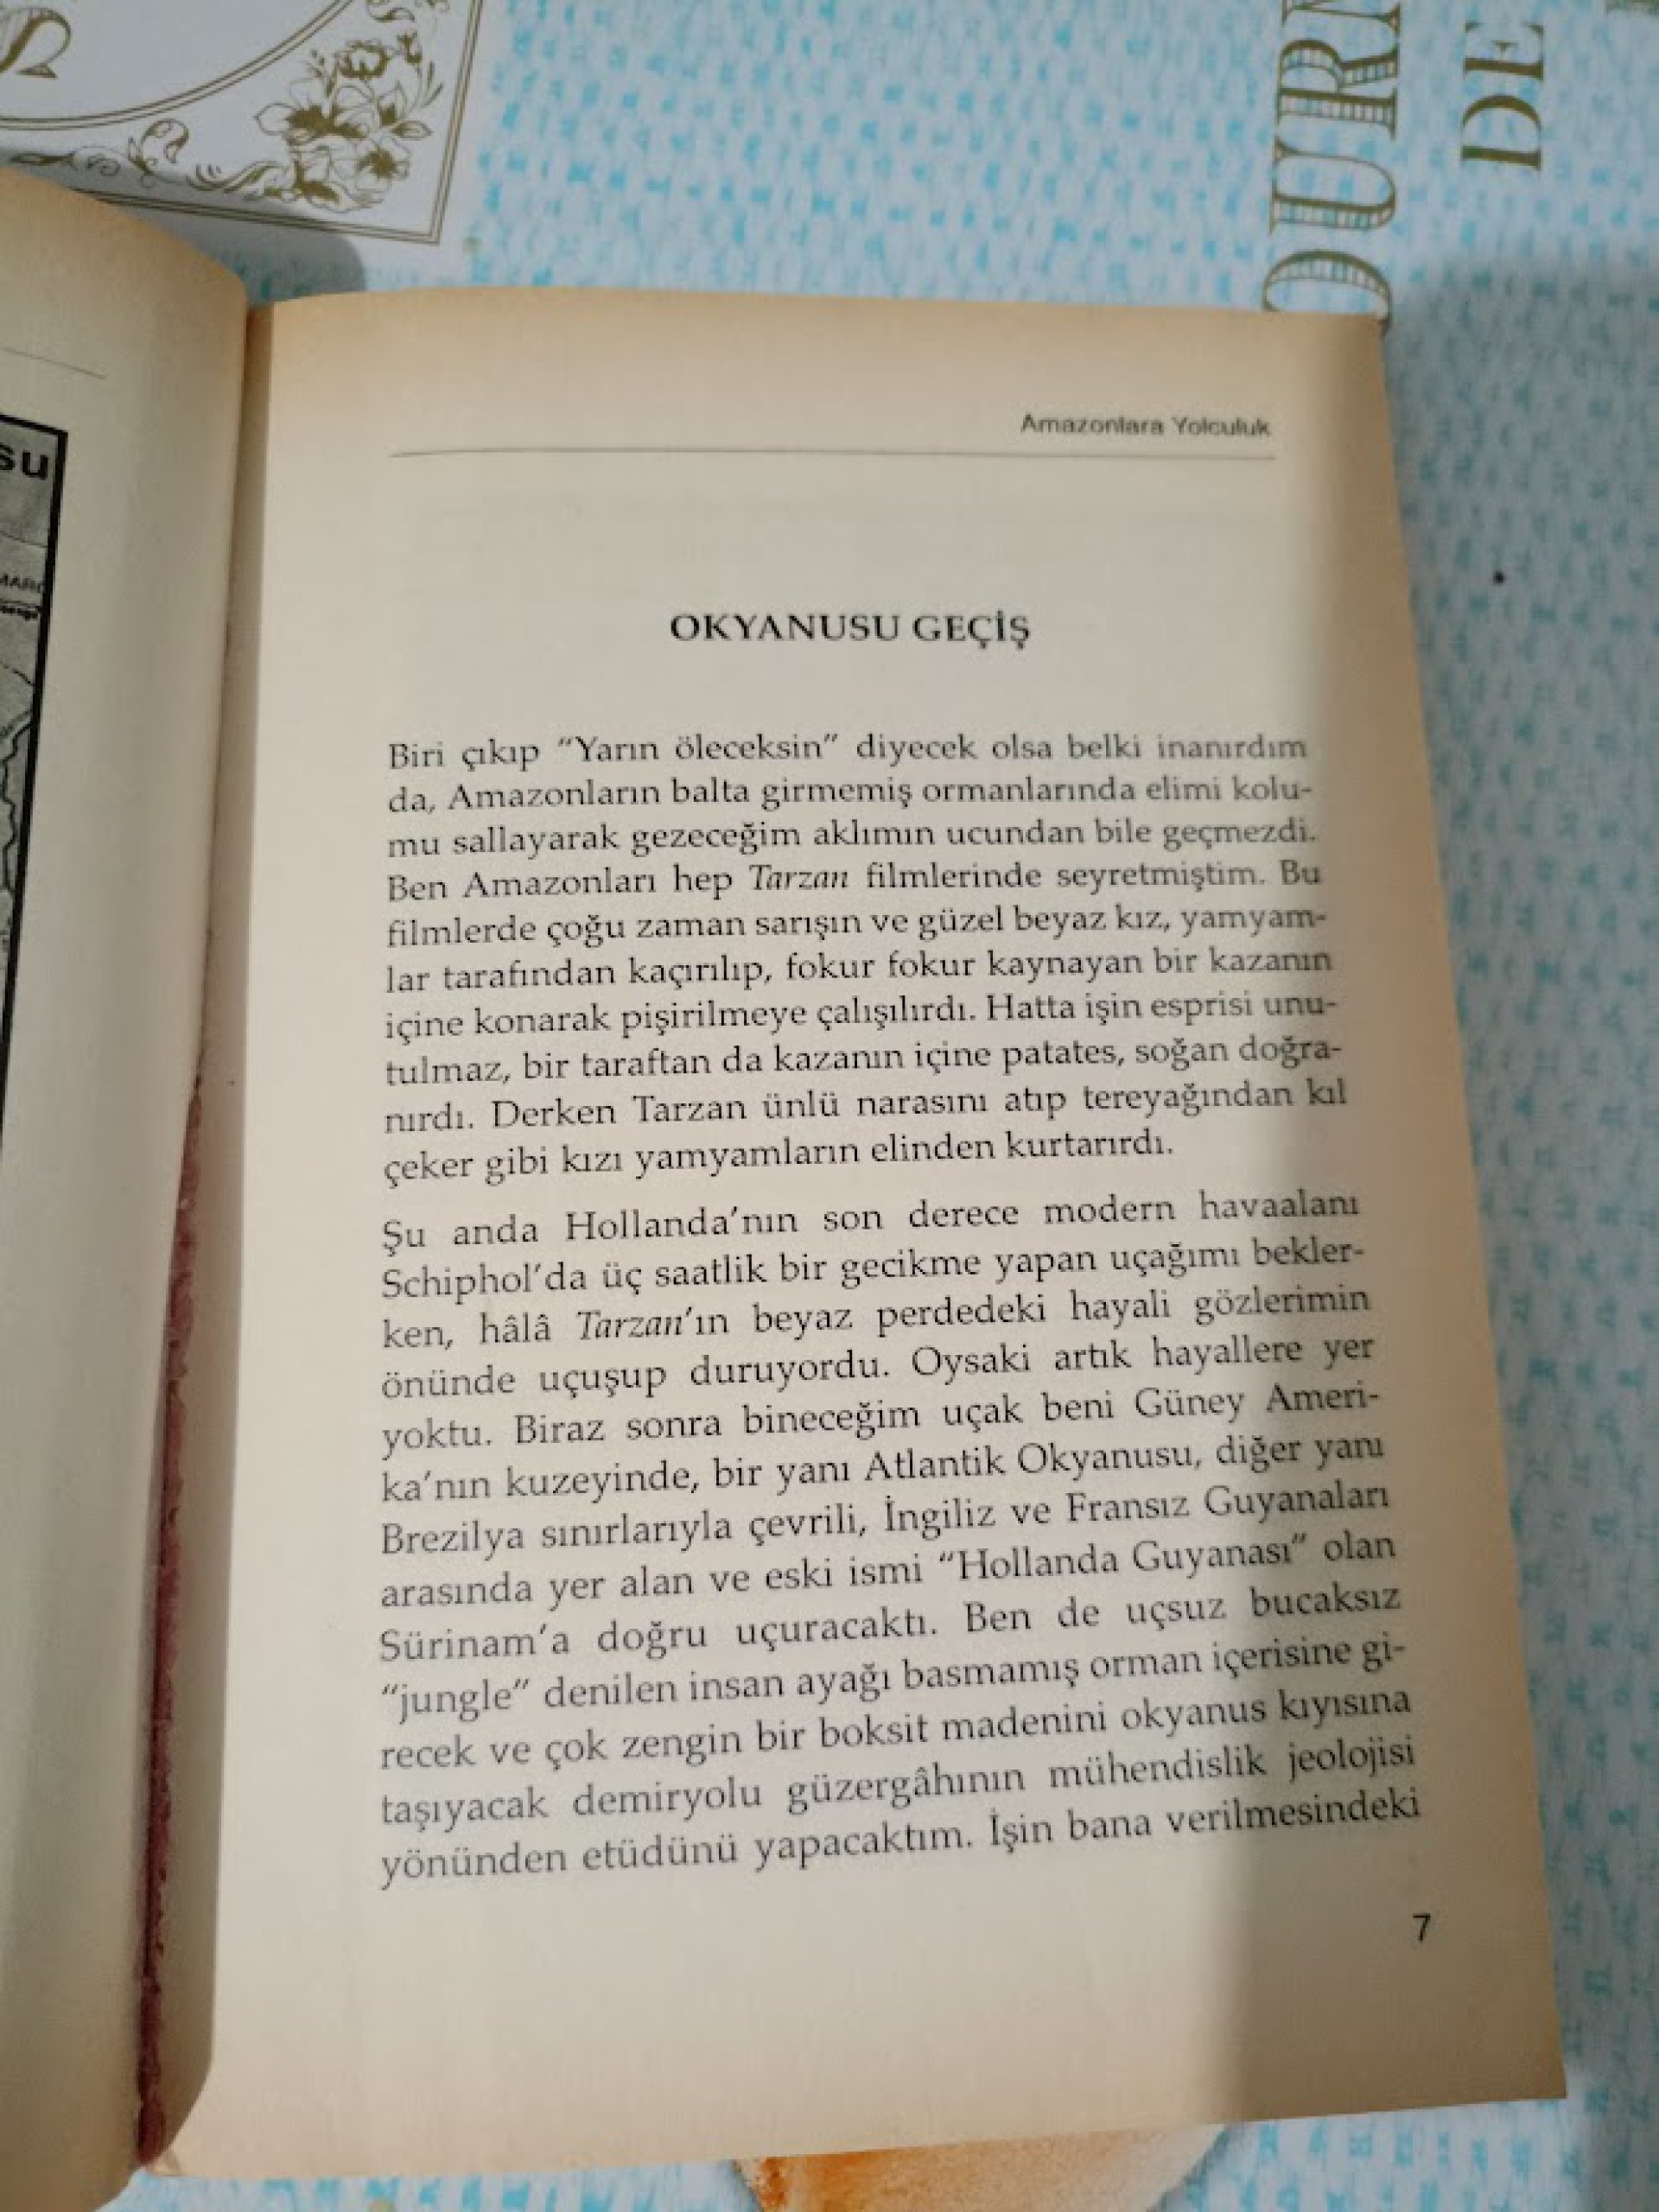 OUR
DE
su
Amazonlara Yolculuk
OKYANUSU GEÇİŞ
Biri çıkıp “Yarın öleceksin” diyecek olsa belki inanırdım
da, Amazonların balta girmemiş ormanlarında elimi kolu-
mu sallayarak gezeceğim aklımın ucundan bile geçmezdi.
Ben Amazonları hep Tarzan filmlerinde seyretmiştim. Bu
filmlerde çoğu zaman sarışın ve güzel beyaz kız, yamyam-
lar tarafından kaçırılıp, fokur fokur kaynayan bir kazanın
içine konarak pişirilmeye çalışılırdı. Hatta işin esprisi unu-
tulmaz, bir taraftan da kazanın içine patates, soğan doğra-
nırdı. Derken Tarzan ünlü narasını atıp tereyağından kıl
çeker gibi kızı yamyamların elinden kurtarırdı.
Şu anda Hollanda’nın son derece modern havaalanı
Schiphol’da üç saatlik bir gecikme yapan uçağımı bekler-
ken, hâlâ Tarzan’ın beyaz perdedeki hayali gözlerimin
önünde uçuşup duruyordu. Oysaki artık hayallere yer
yoktu. Biraz sonra bineceğim uçak beni Güney Ameri-
ka’nın kuzeyinde, bir yanı Atlantik Okyanusu, diğer yanı
Brezilya sınırlarıyla çevrili, İngiliz ve Fransız Guyanaları
arasında yer alan ve eski ismi “Hollanda Guyanası” olan
Sürinam’a doğru uçuracaktı. Ben de uçsuz bucaksız
“jungle” denilen insan ayağı basmamış orman içerisine gi-
recek ve çok zengin bir boksit madenini okyanus kıyısına
taşıyacak demiryolu güzergâhının mühendislik jeolojisi
yönünden etüdünü yapacaktım. İşin bana verilmesindeki
7